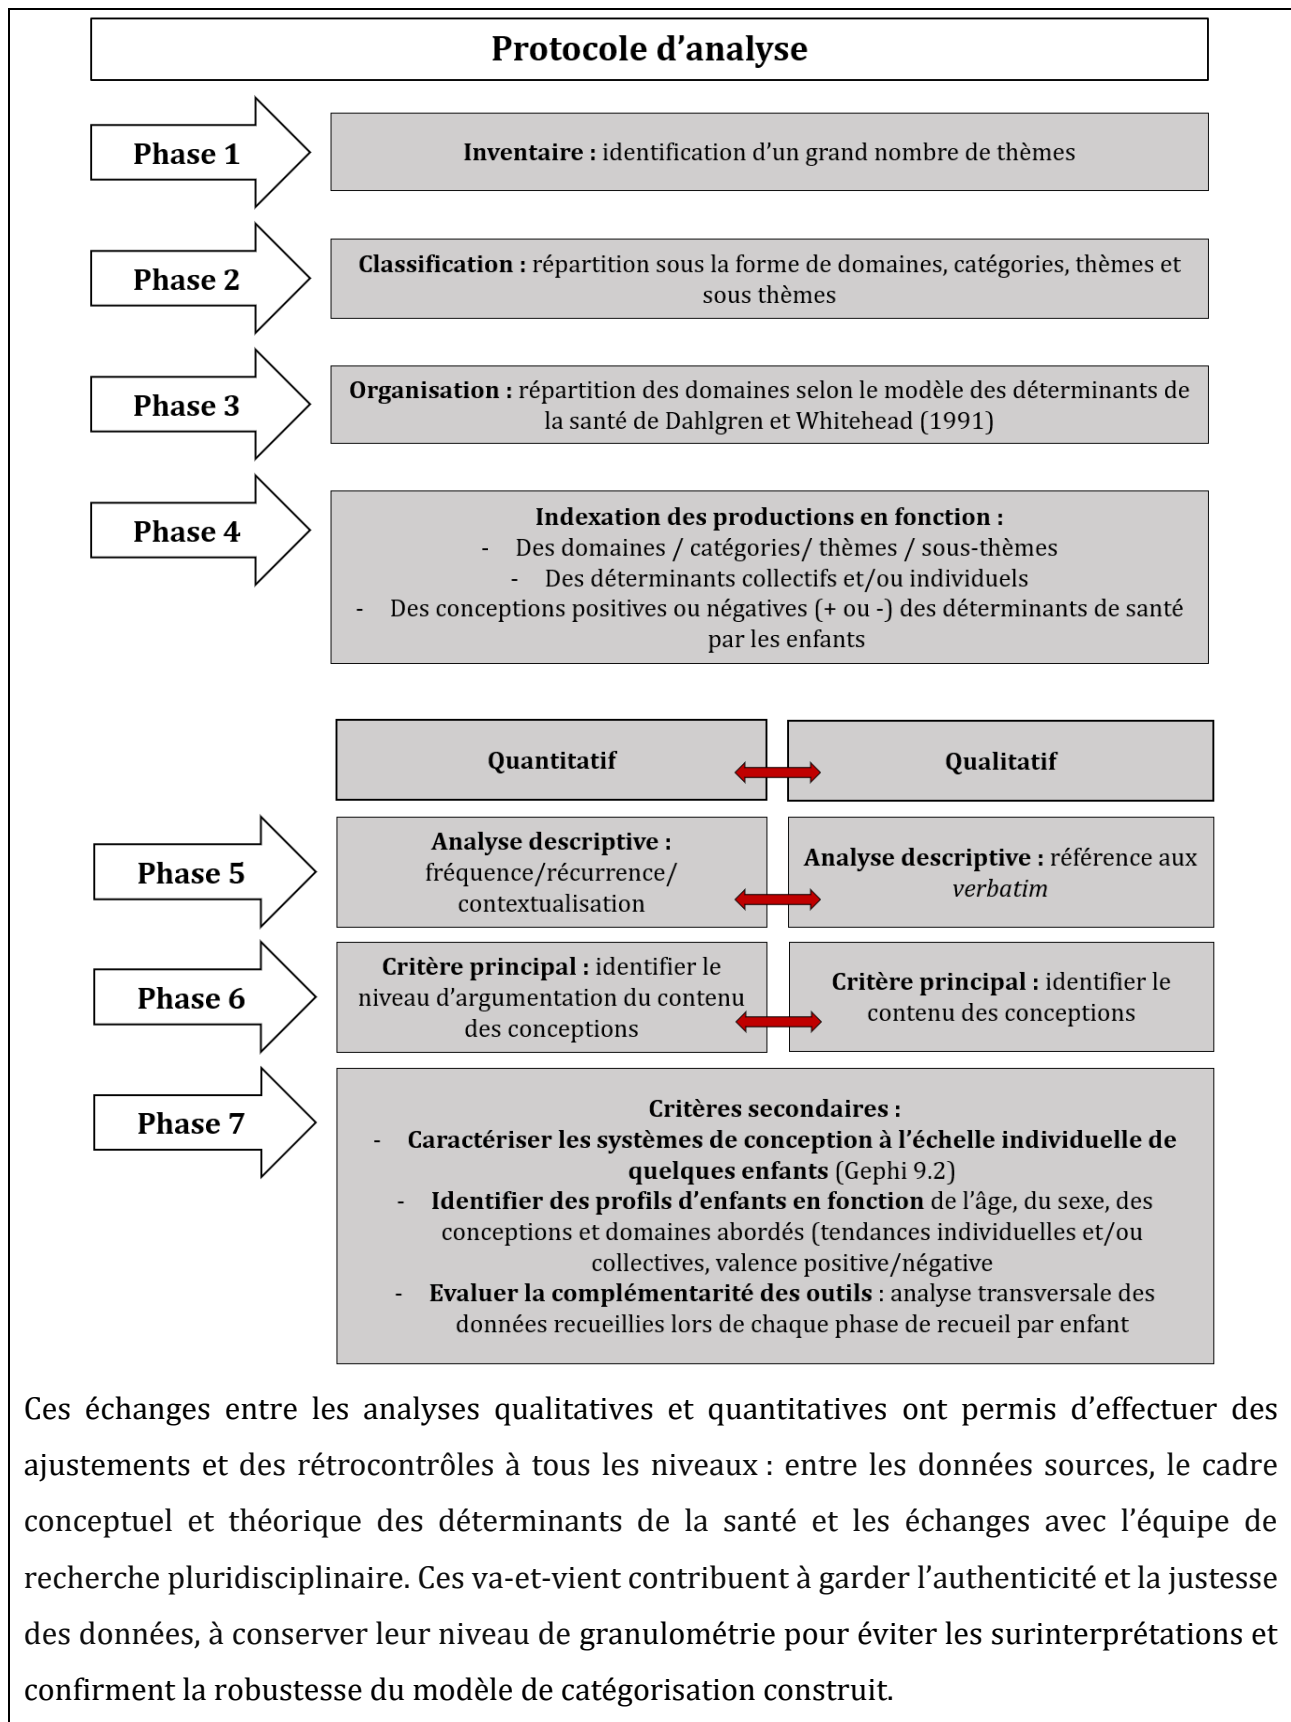 Protocole d’analyse
Phase 1
Inventaire : identification d’un grand nombre de thèmes
Phase 2
Classification : répartition sous la forme de domaines, catégories, thèmes et
sous thèmes
Phase 3
Organisation : répartition des domaines selon le modèle des déterminants de
la santé de Dahlgren et Whitehead (1991)
Phase 4
Indexation des productions en fonction :
- Des domaines / catégories/ thèmes / sous-thèmes
- Des déterminants collectifs et/ou individuels
- Des conceptions positives ou négatives (+ ou -) des déterminants de santé
par les enfants
Quantitatif
Qualitatif
Phase 5
Analyse descriptive :
fréquence/récurrence/
contextualisation
Analyse descriptive : référence aux
verbatim
Phase 6
Critère principal : identifier le
niveau d’argumentation du contenu
des conceptions
Critère principal : identifier le
contenu des conceptions
Phase 7
Critères secondaires :
- Caractériser les systèmes de conception à l’échelle individuelle de
quelques enfants (Gephi 9.2)
- Identifier des profils d’enfants en fonction de l’âge, du sexe, des
conceptions et domaines abordés (tendances individuelles et/ou
collectives, valence positive/négative
- Evaluer la complémentarité des outils : analyse transversale des
données recueillies lors de chaque phase de recueil par enfant
Ces échanges entre les analyses qualitatives et quantitatives ont permis d’effectuer des
ajustements et des rétrocontrôles à tous les niveaux : entre les données sources, le cadre
conceptuel et théorique des déterminants de la santé et les échanges avec l’équipe de
recherche pluridisciplinaire. Ces va-et-vient contribuent à garder l’authenticité et la justesse
des données, à conserver leur niveau de granulométrie pour éviter les surinterprétations et
confirment la robustesse du modèle de catégorisation construit.